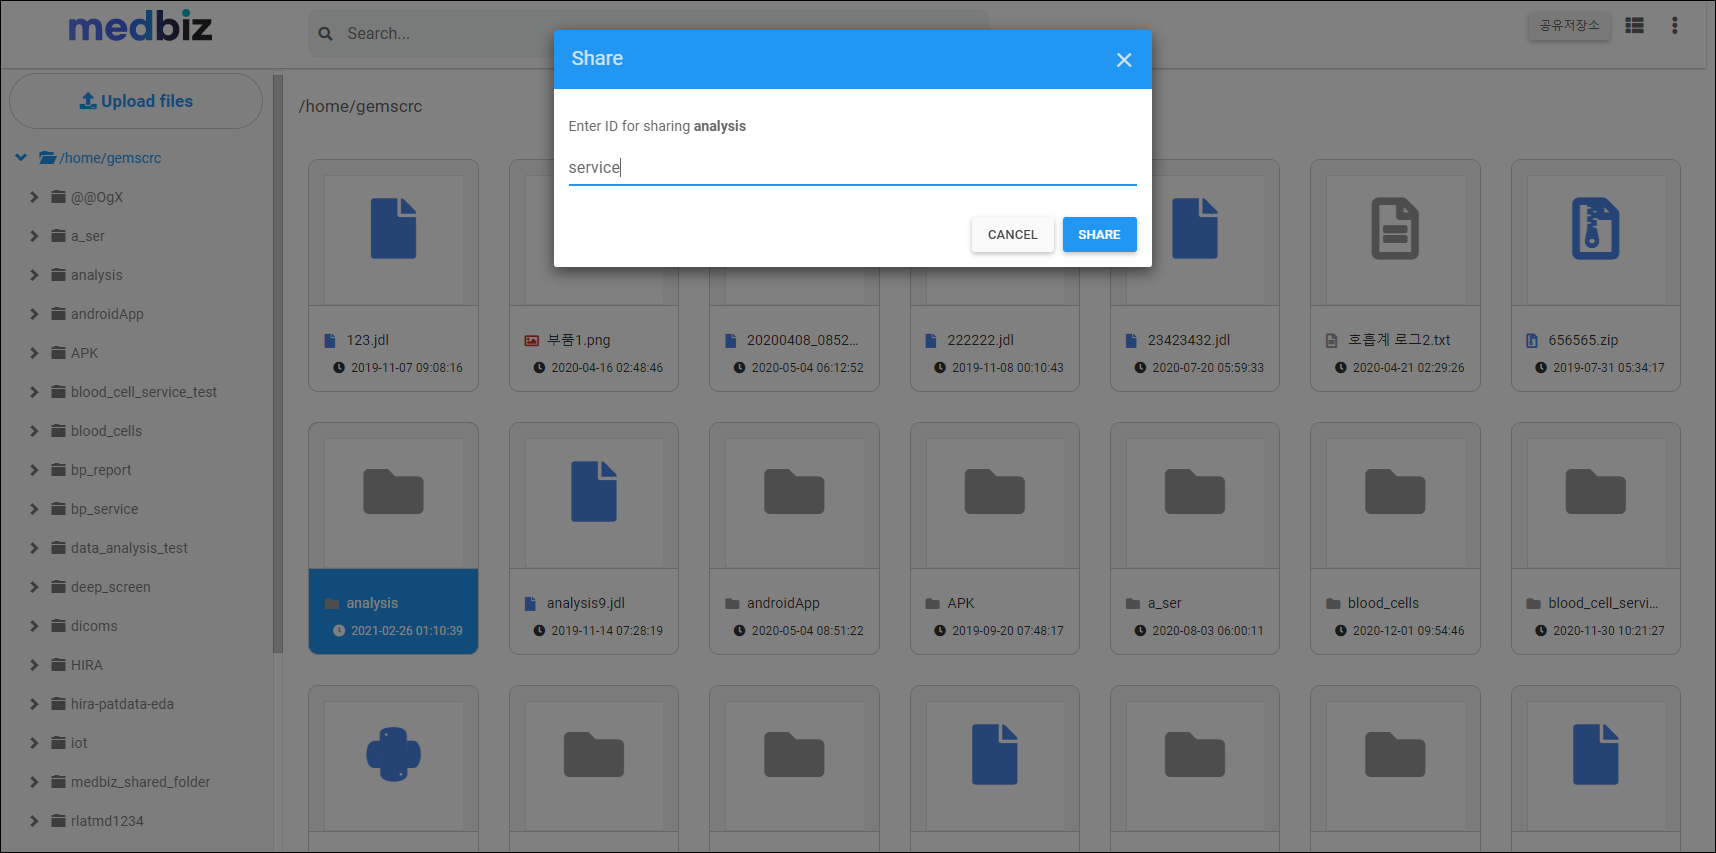 medbiz
Search...
공유저장소
Share
Enter ID for sharing analysis
service
CANCEL
SHARE
Upload files
/home/gemscrc
@@OgX
a_ser
analysis
androidApp
APK
blood_cell_service_test
blood_cells
bp_report
bp_service
data_analysis_test
deep_screen
dicoms
HIRA
hira-patdata-eda
iot
medbiz_shared_folder
rlatmd1234
/home/gemscrc
123.jdl
2019-11-07 09:08:16
부품1.png
2020-04-16 02:48:46
20200408_0852...
2020-05-04 06:12:52
222222.jdl
2019-11-08 00:10:43
23423432.jdl
2020-07-20 05:59:33
호흡계 로그2.txt
2020-04-21 02:29:26
656565.zip
2019-07-31 05:34:17
analysis
2021-02-26 01:10:39
analysis9.jdl
2019-11-14 07:28:19
androidApp
2020-05-04 08:51:22
APK
2019-09-20 07:48:17
a_ser
2020-08-03 06:00:11
blood_cells
2020-12-01 09:54:46
blood_cell_servi...
2020-11-30 10:21:27